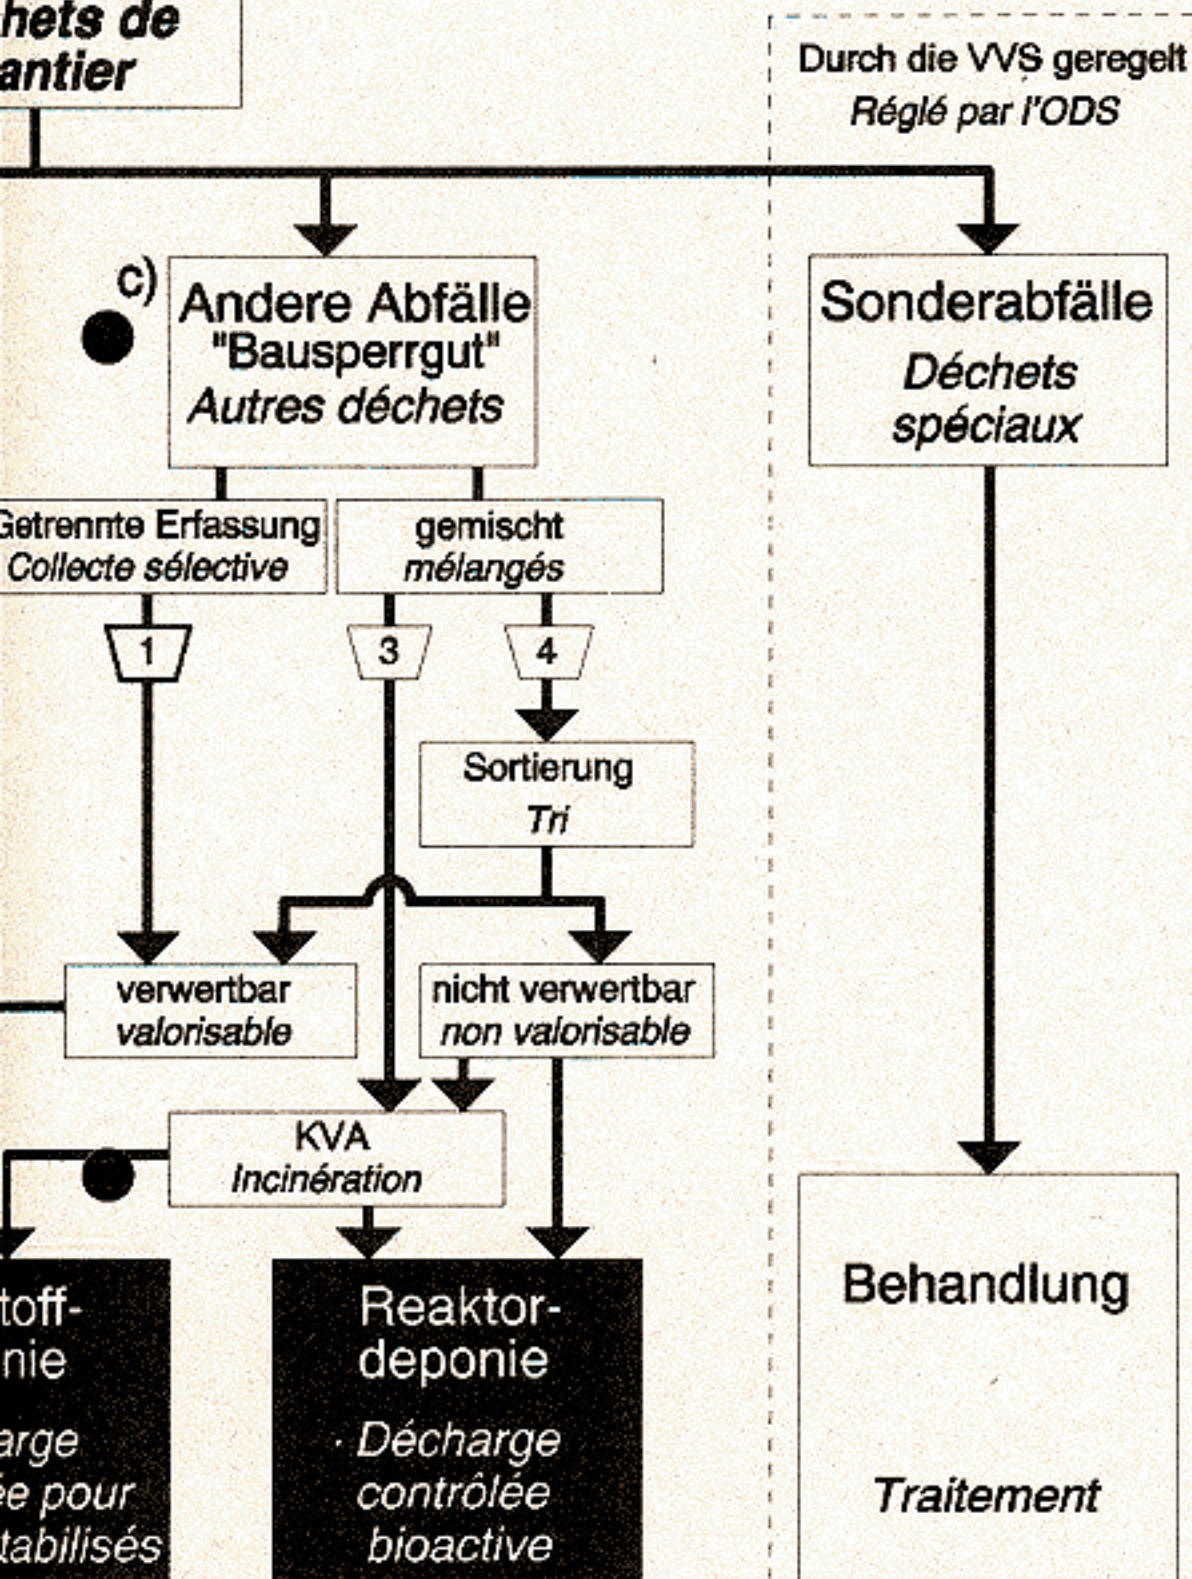 hets de
antier
Durch die VVS geregelt
Réglé par l'ODS
c)
Andere Abfälle
"Bausperrgut"
Autres déchets
Sonderabfälle
Déchets
spéciaux
Getrennte Erfassung
Collecte sélective
gemischt
mélangés
1
3
4
Sortierung
Tri
verwertbar
valorisable
nicht verwertbar
non valorisable
KVA
Incinération
toff-
nie
arge
ée pour
tabilisés
Reaktor-
deponie
Décharge
contrôlée
bioactive
Behandlung
Traitement